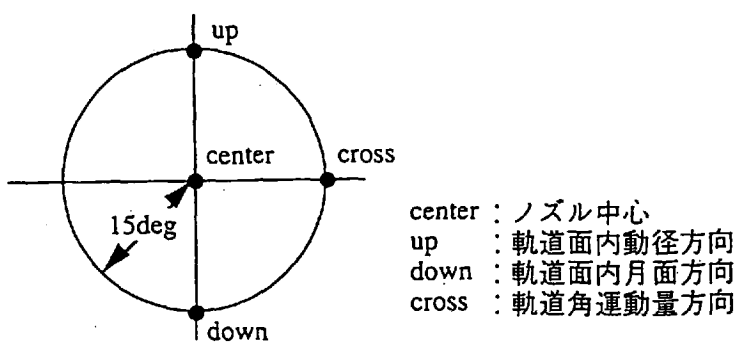 up
center
cross
15deg
down
center : ノズル中心
up : 軌道面内動径方向
down : 軌道面内月面方向
cross : 軌道角運動量方向